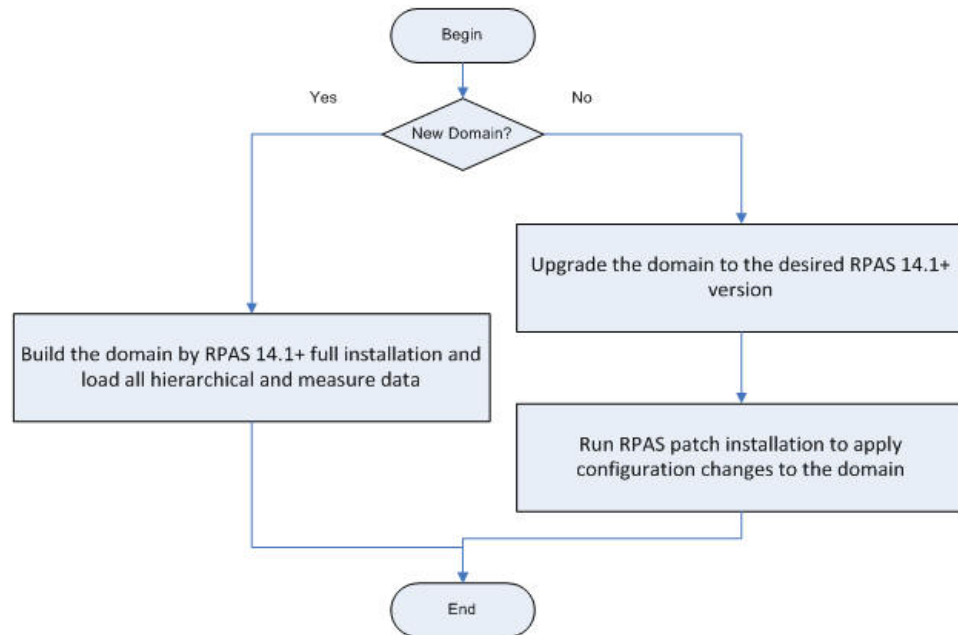 Begin
Yes
No
New Domain?
Upgrade the domain to the desired RPAS 14.1+
version
Build the domain by RPAS 14.1+ full installation and
load all hierarchical and measure data
Run RPAS patch installation to apply
configuration changes to the domain
End